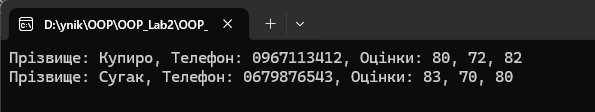 D:\ynik\OOP\OOP_Lab2\OOP_
Прізвище: Купиро, Телефон: 0967113412, Оцінки: 80, 72, 82
Прізвище: Сугак, Телефон: 0679876543, Оцінки: 83, 70, 80